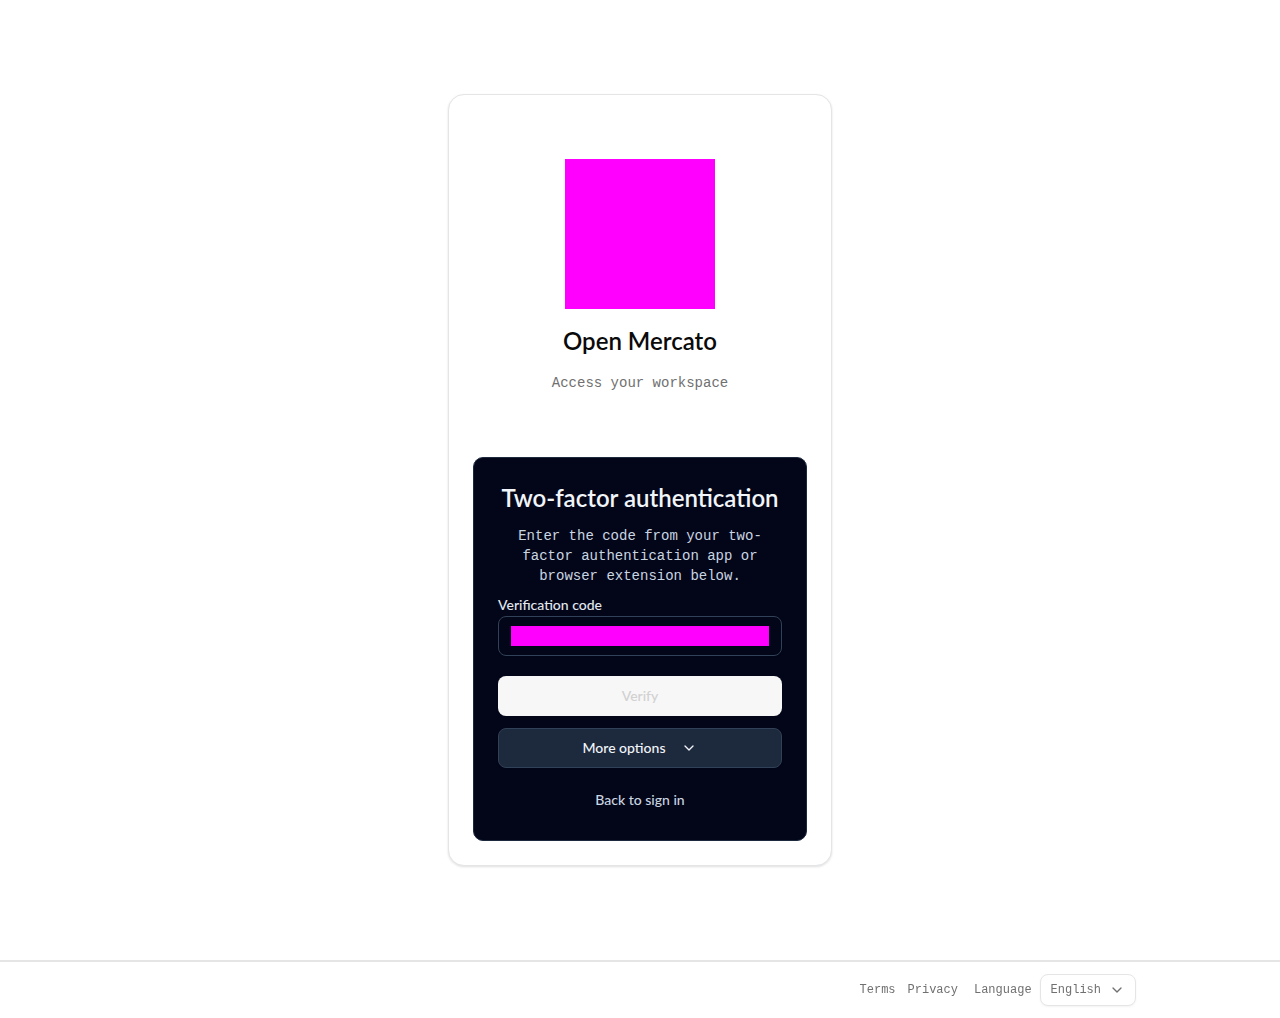 Open Mercato
Access your workspace
Two-factor authentication
Enter the code from your two-
factor authentication app or
browser extension below.
Verification code
Verify
More options
Back to sign in
Terms Privacy Language English